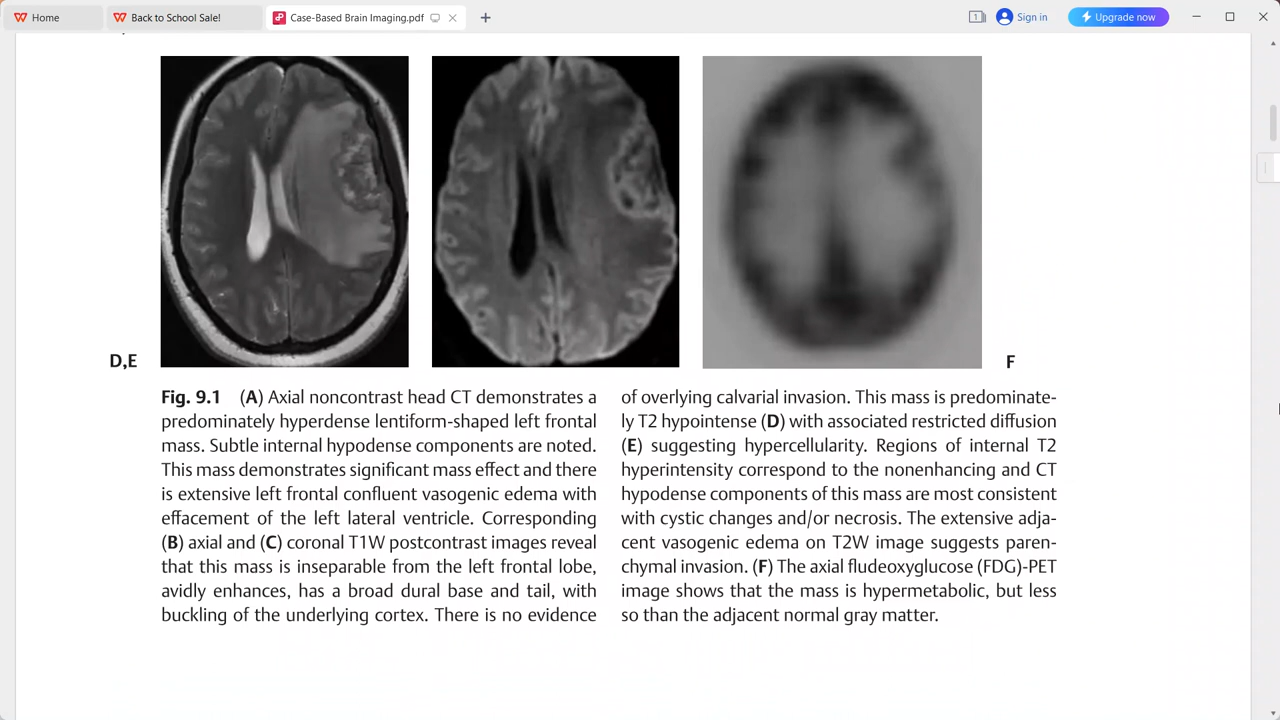 Home
Back to School Sale!
Case-Based Brain Imaging.pdf
1
Sign in
Upgrade now
D,E
F
Fig. 9.1 (A) Axial noncontrast head CT demonstrates a
predominately hyperdense lentiform-shaped left frontal
mass. Subtle internal hypodense components are noted.
This mass demonstrates significant mass effect and there
is extensive left frontal confluent vasogenic edema with
effacement of the left lateral ventricle. Corresponding
(B) axial and (C) coronal T1W postcontrast images reveal
that this mass is inseparable from the left frontal lobe,
avidly enhances, has a broad dural base and tail, with
buckling of the underlying cortex. There is no evidence
of overlying calvarial invasion. This mass is predominate-
ly T2 hypointense (D) with associated restricted diffusion
(E) suggesting hypercellularity. Regions of internal T2
hyperintensity correspond to the nonenhancing and CT
hypodense components of this mass are most consistent
with cystic changes and/or necrosis. The extensive adja-
cent vasogenic edema on T2W image suggests paren-
chymal invasion. (F) The axial fludeoxyglucose (FDG)-PET
image shows that the mass is hypermetabolic, but less
so than the adjacent normal gray matter.